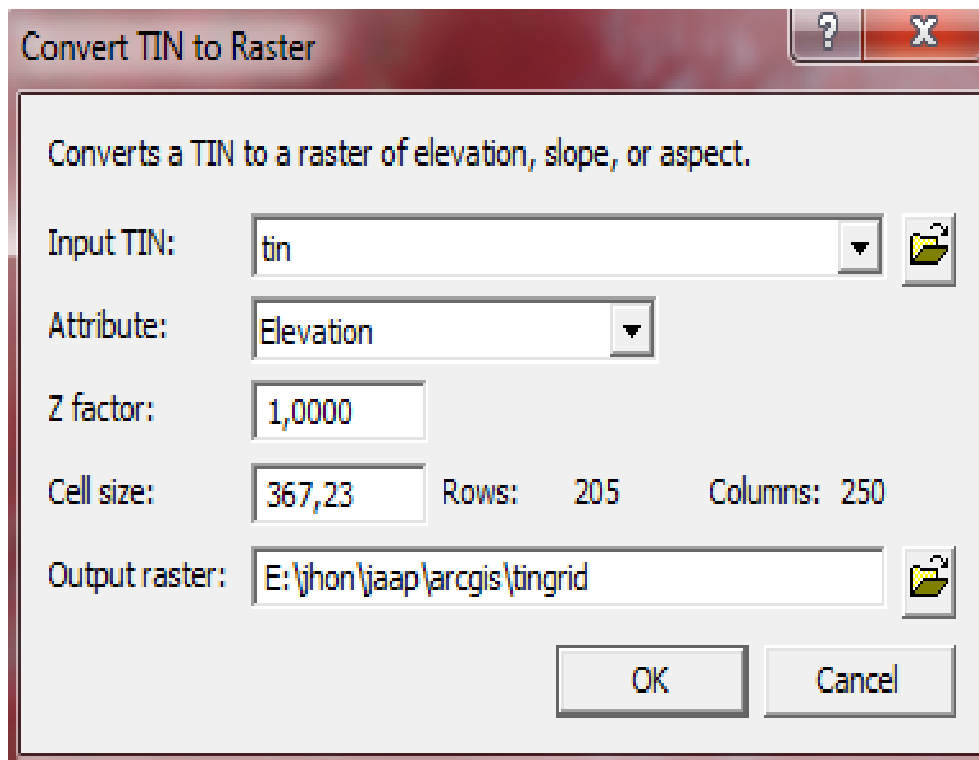 Convert TIN to Raster
Converts a TIN to a raster of elevation, slope, or aspect.
Input TIN: tin
Attribute: Elevation
Z factor: 1,0000
Cell size: 367,23 Rows: 205 Columns: 250
Output raster: E:\jhon\jaap\arcgis\tingrid
OK Cancel